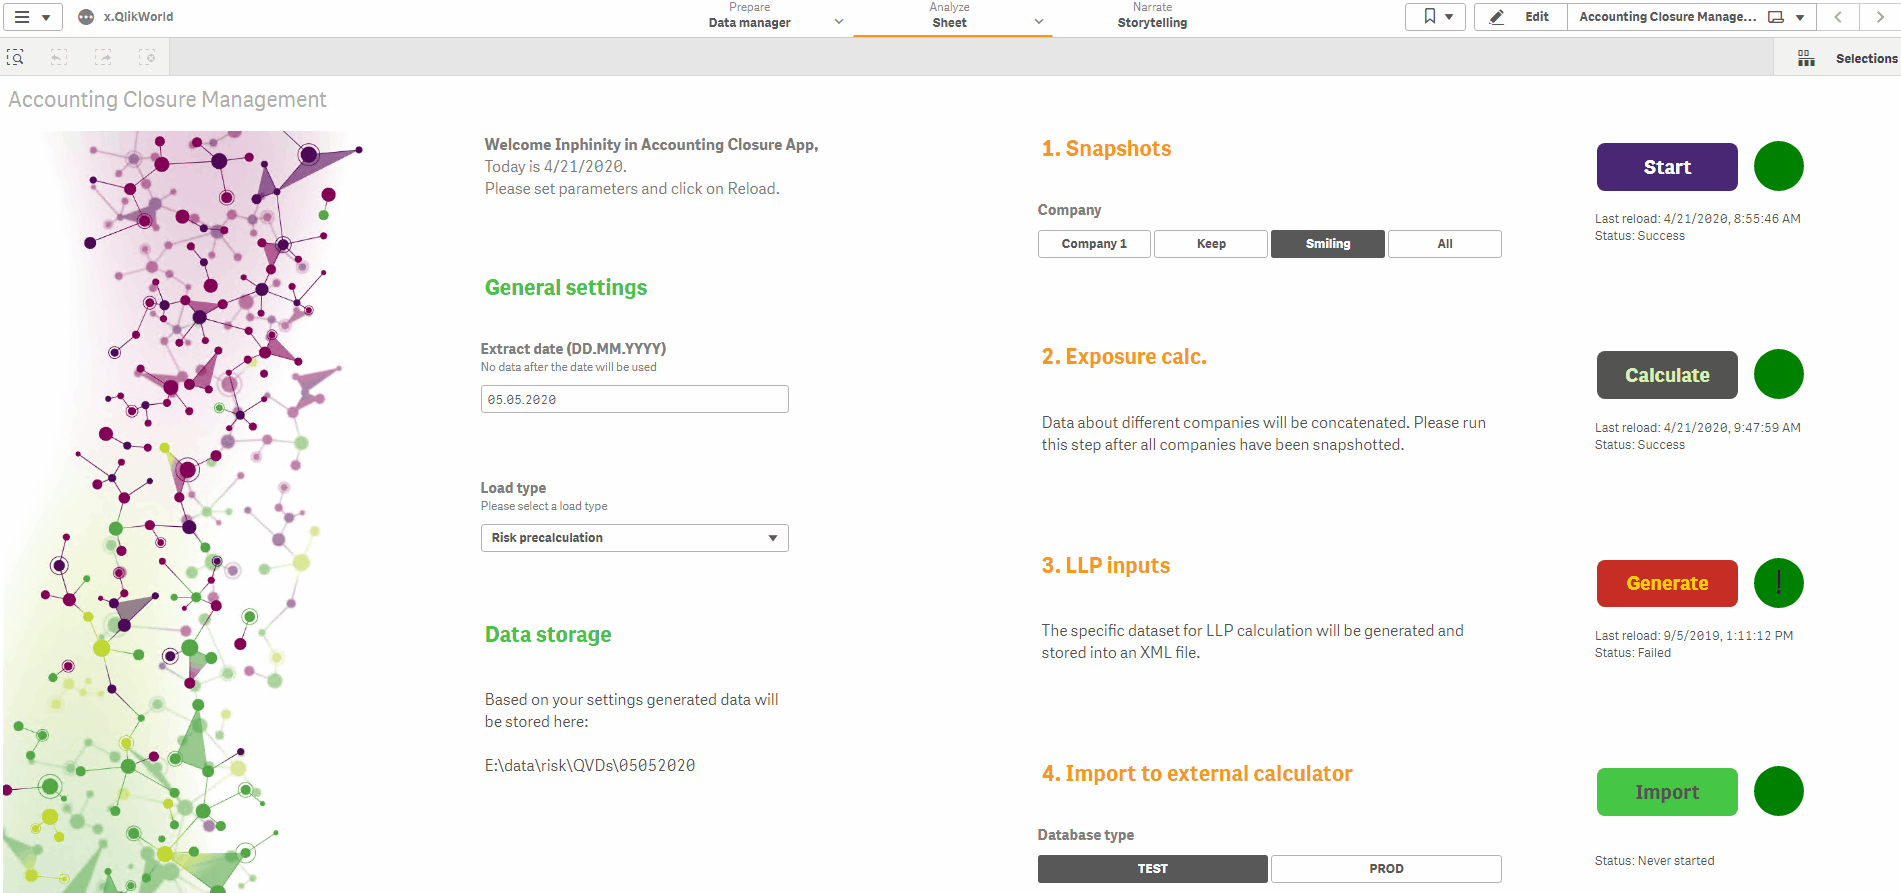 x.QlikWorld
Prepare
Data manager
Analyze
Sheet
Narrate
Storytelling
Edit
Accounting Closure Manage...
Selections
Accounting Closure Management
Welcome Inphinity in Accounting Closure App,
Today is 4/21/2020.
Please set parameters and click on Reload.
General settings
Extract date (DD.MM.YYYY)
No data after the date will be used
05.05.2020
Load type
Please select a load type
Risk precalculation
Data storage
Based on your settings generated data will
be stored here:
E:\data\risk\QVDs\05052020
1. Snapshots
Company
Company 1
Keep
Smiling
All
Start
Last reload: 4/21/2020, 8:55:46 AM
Status: Success
2. Exposure calc.
Data about different companies will be concatenated. Please run
this step after all companies have been snapshotted.
Calculate
Last reload: 4/21/2020, 9:47:59 AM
Status: Success
3. LLP inputs
The specific dataset for LLP calculation will be generated and
stored into an XML file.
Generate
!
Last reload: 9/5/2019, 1:11:12 PM
Status: Failed
4. Import to external calculator
Database type
TEST
PROD
Import
Status: Never started